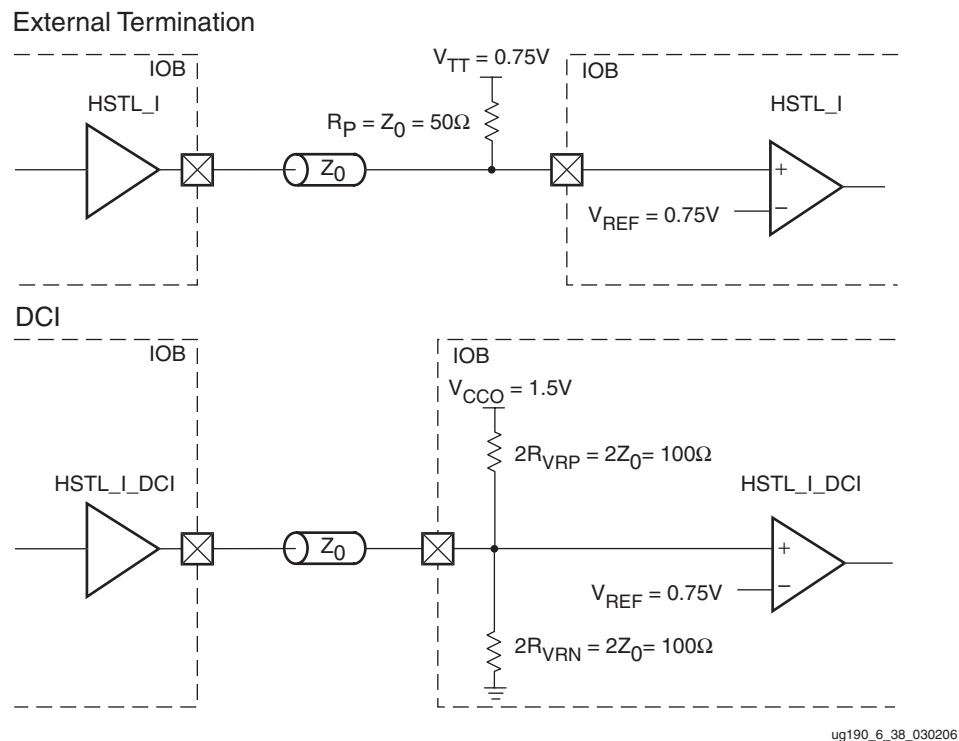 External Termination
IOB
HSTL_I
V_TT = 0.75V
R_P = Z_0 = 50Ω
Z_0
IOB
HSTL_I
+
−
V_REF = 0.75V
DCI
IOB
HSTL_I_DCI
Z_0
IOB
V_CCO = 1.5V
2R_VRP = 2Z_0= 100Ω
HSTL_I_DCI
+
−
V_REF = 0.75V
2R_VRN = 2Z_0= 100Ω
ug190_6_38_030206